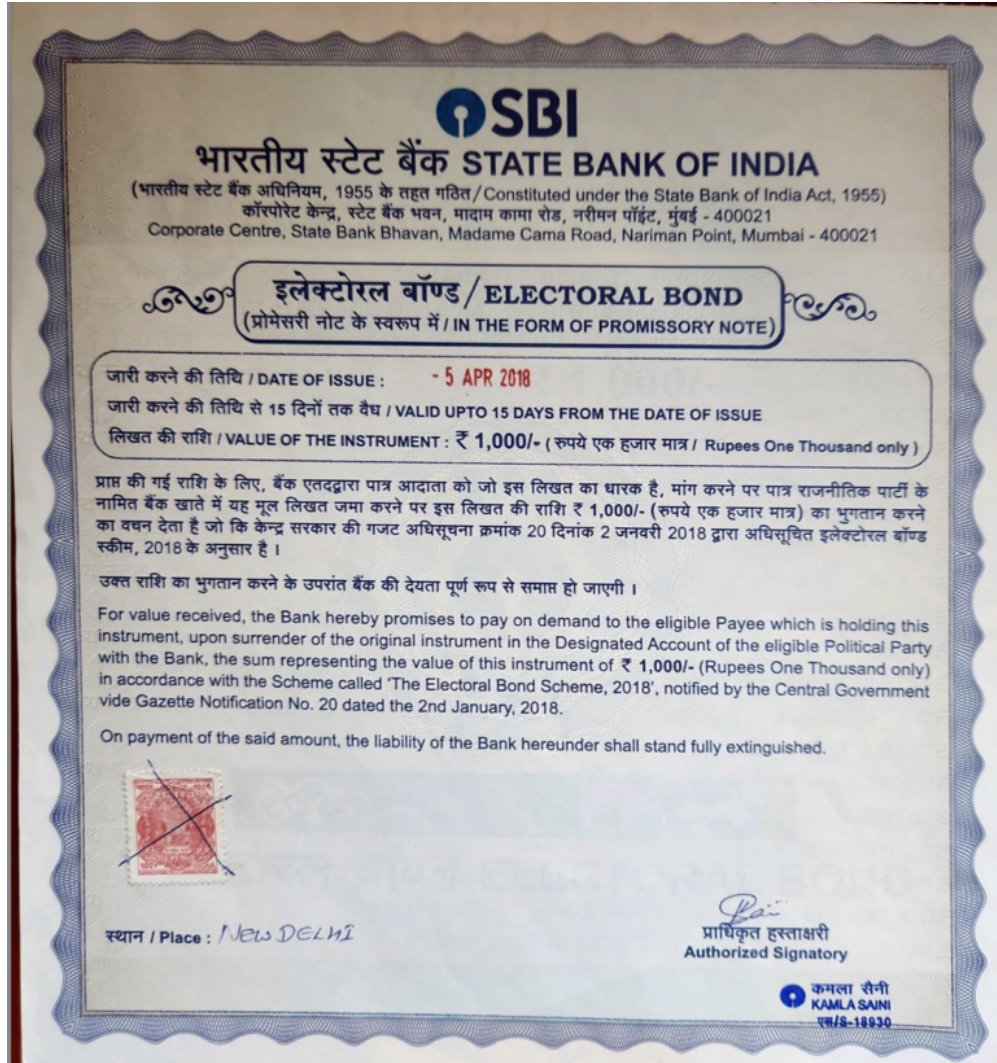 SBI
भारतीय स्टेट बैंक STATE BANK OF INDIA
(भारतीय स्टेट बैंक अधिनियम, 1955 के तहत गठित/Constituted under the State Bank of India Act, 1955)
कॉरपोरेट केन्द्र, स्टेट बैंक भवन, मादाम कामा रोड, नरीमन पॉइंट, मुंबई - 400021
Corporate Centre, State Bank Bhavan, Madame Cama Road, Nariman Point, Mumbai - 400021
इलेक्टोरल बॉण्ड/ELECTORAL BOND
(प्रोमेसरी नोट के स्वरूप में/IN THE FORM OF PROMISSORY NOTE)
जारी करने की तिथि / DATE OF ISSUE : - 5 APR 2018
जारी करने की तिथि से 15 दिनों तक वैध / VALID UPTO 15 DAYS FROM THE DATE OF ISSUE
लिखत की राशि / VALUE OF THE INSTRUMENT : ₹ 1,000/- ( रुपये एक हजार मात्र / Rupees One Thousand only )
प्राप्त की गई राशि के लिए, बैंक एतदद्वारा पात्र आदाता को जो इस लिखत का धारक है, मांग करने पर पात्र राजनीतिक पार्टी के
नामित बैंक खाते में यह मूल लिखत जमा करने पर इस लिखत की राशि ₹ 1,000/- (रुपये एक हजार मात्र) का भुगतान करने
का वचन देता है जो कि केन्द्र सरकार की गजट अधिसूचना क्रमांक 20 दिनांक 2 जनवरी 2018 द्वारा अधिसूचित इलेक्टोरल बॉण्ड
स्कीम, 2018 के अनुसार है ।
उक्त राशि का भुगतान करने के उपरांत बैंक की देयता पूर्ण रूप से समाप्त हो जाएगी ।
For value received, the Bank hereby promises to pay on demand to the eligible Payee which is holding this
instrument, upon surrender of the original instrument in the Designated Account of the eligible Political Party
with the Bank, the sum representing the value of this instrument of ₹ 1,000/- (Rupees One Thousand only)
in accordance with the Scheme called 'The Electoral Bond Scheme, 2018', notified by the Central Government
vide Gazette Notification No. 20 dated the 2nd January, 2018.
On payment of the said amount, the liability of the Bank hereunder shall stand fully extinguished.
स्थान / Place : NEW DELHI
प्राधिकृत हस्ताक्षरी
Authorized Signatory
कमला सैनी
KAMLA SAINI
एस/S-18930